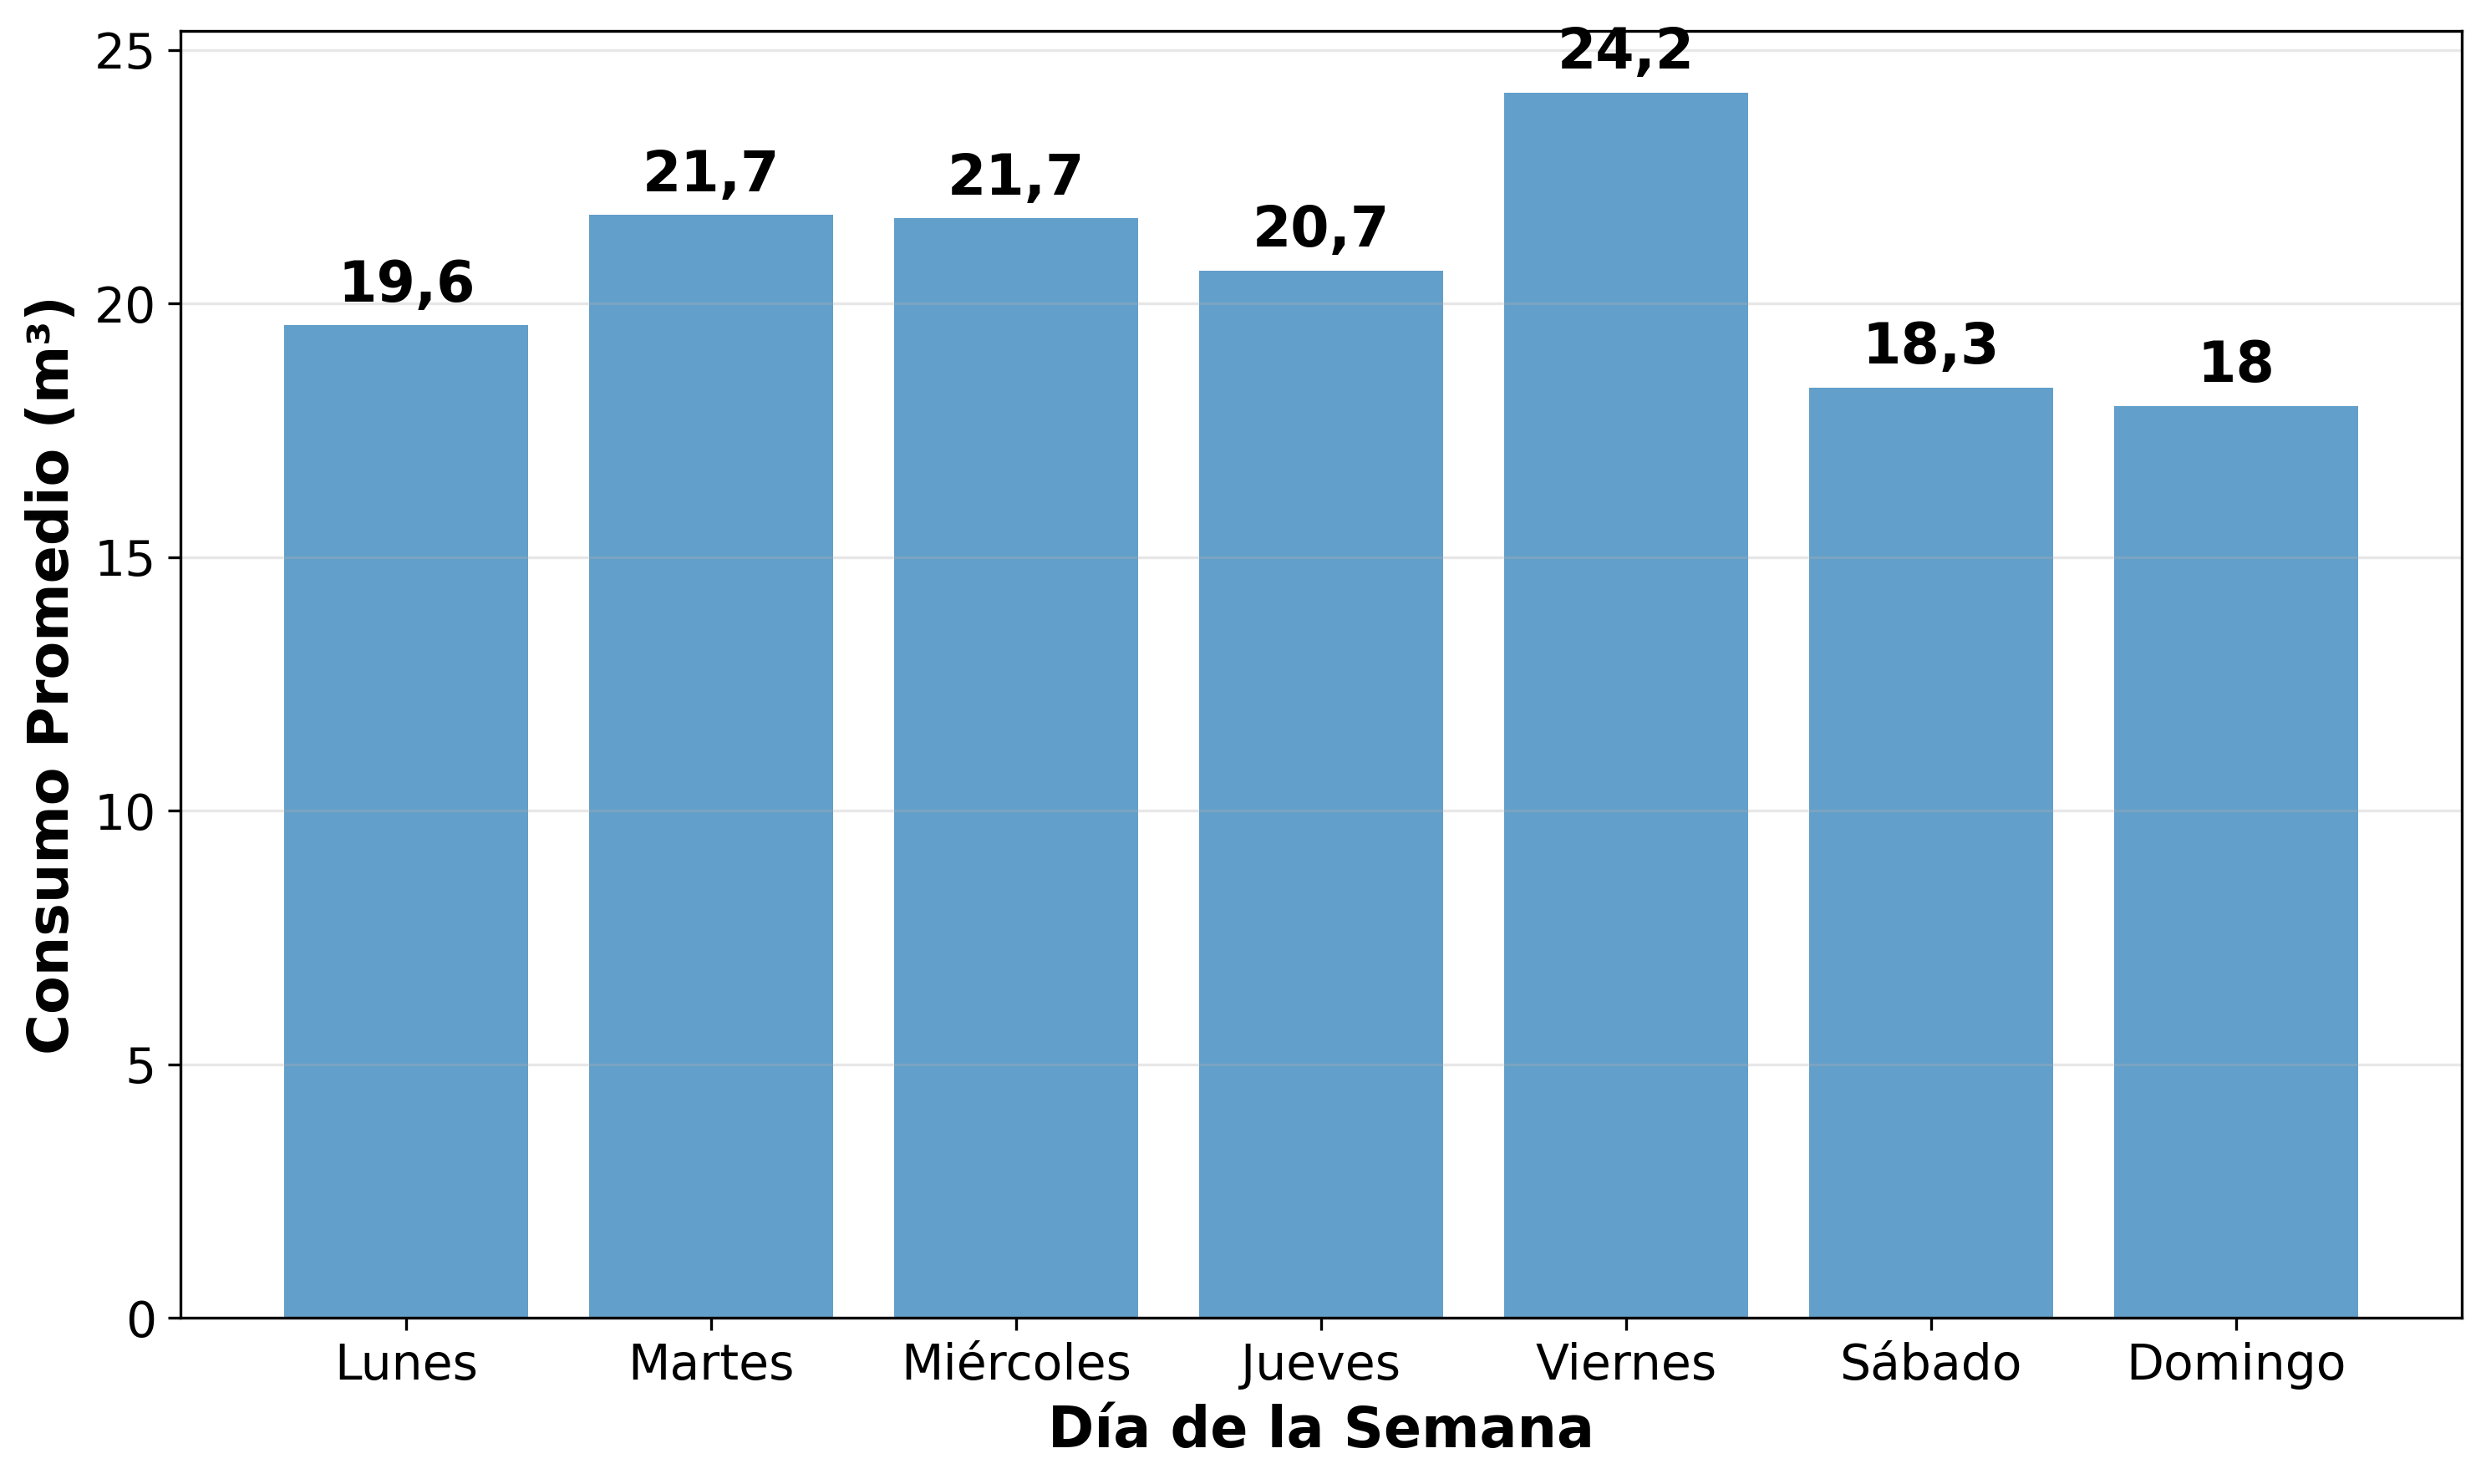 Consumo Promedio (m³)
25
20
15
10
5
0
19,6
21,7
21,7
20,7
24,2
18,3
18
Lunes
Martes
Miércoles
Jueves
Viernes
Sábado
Domingo
Día de la Semana